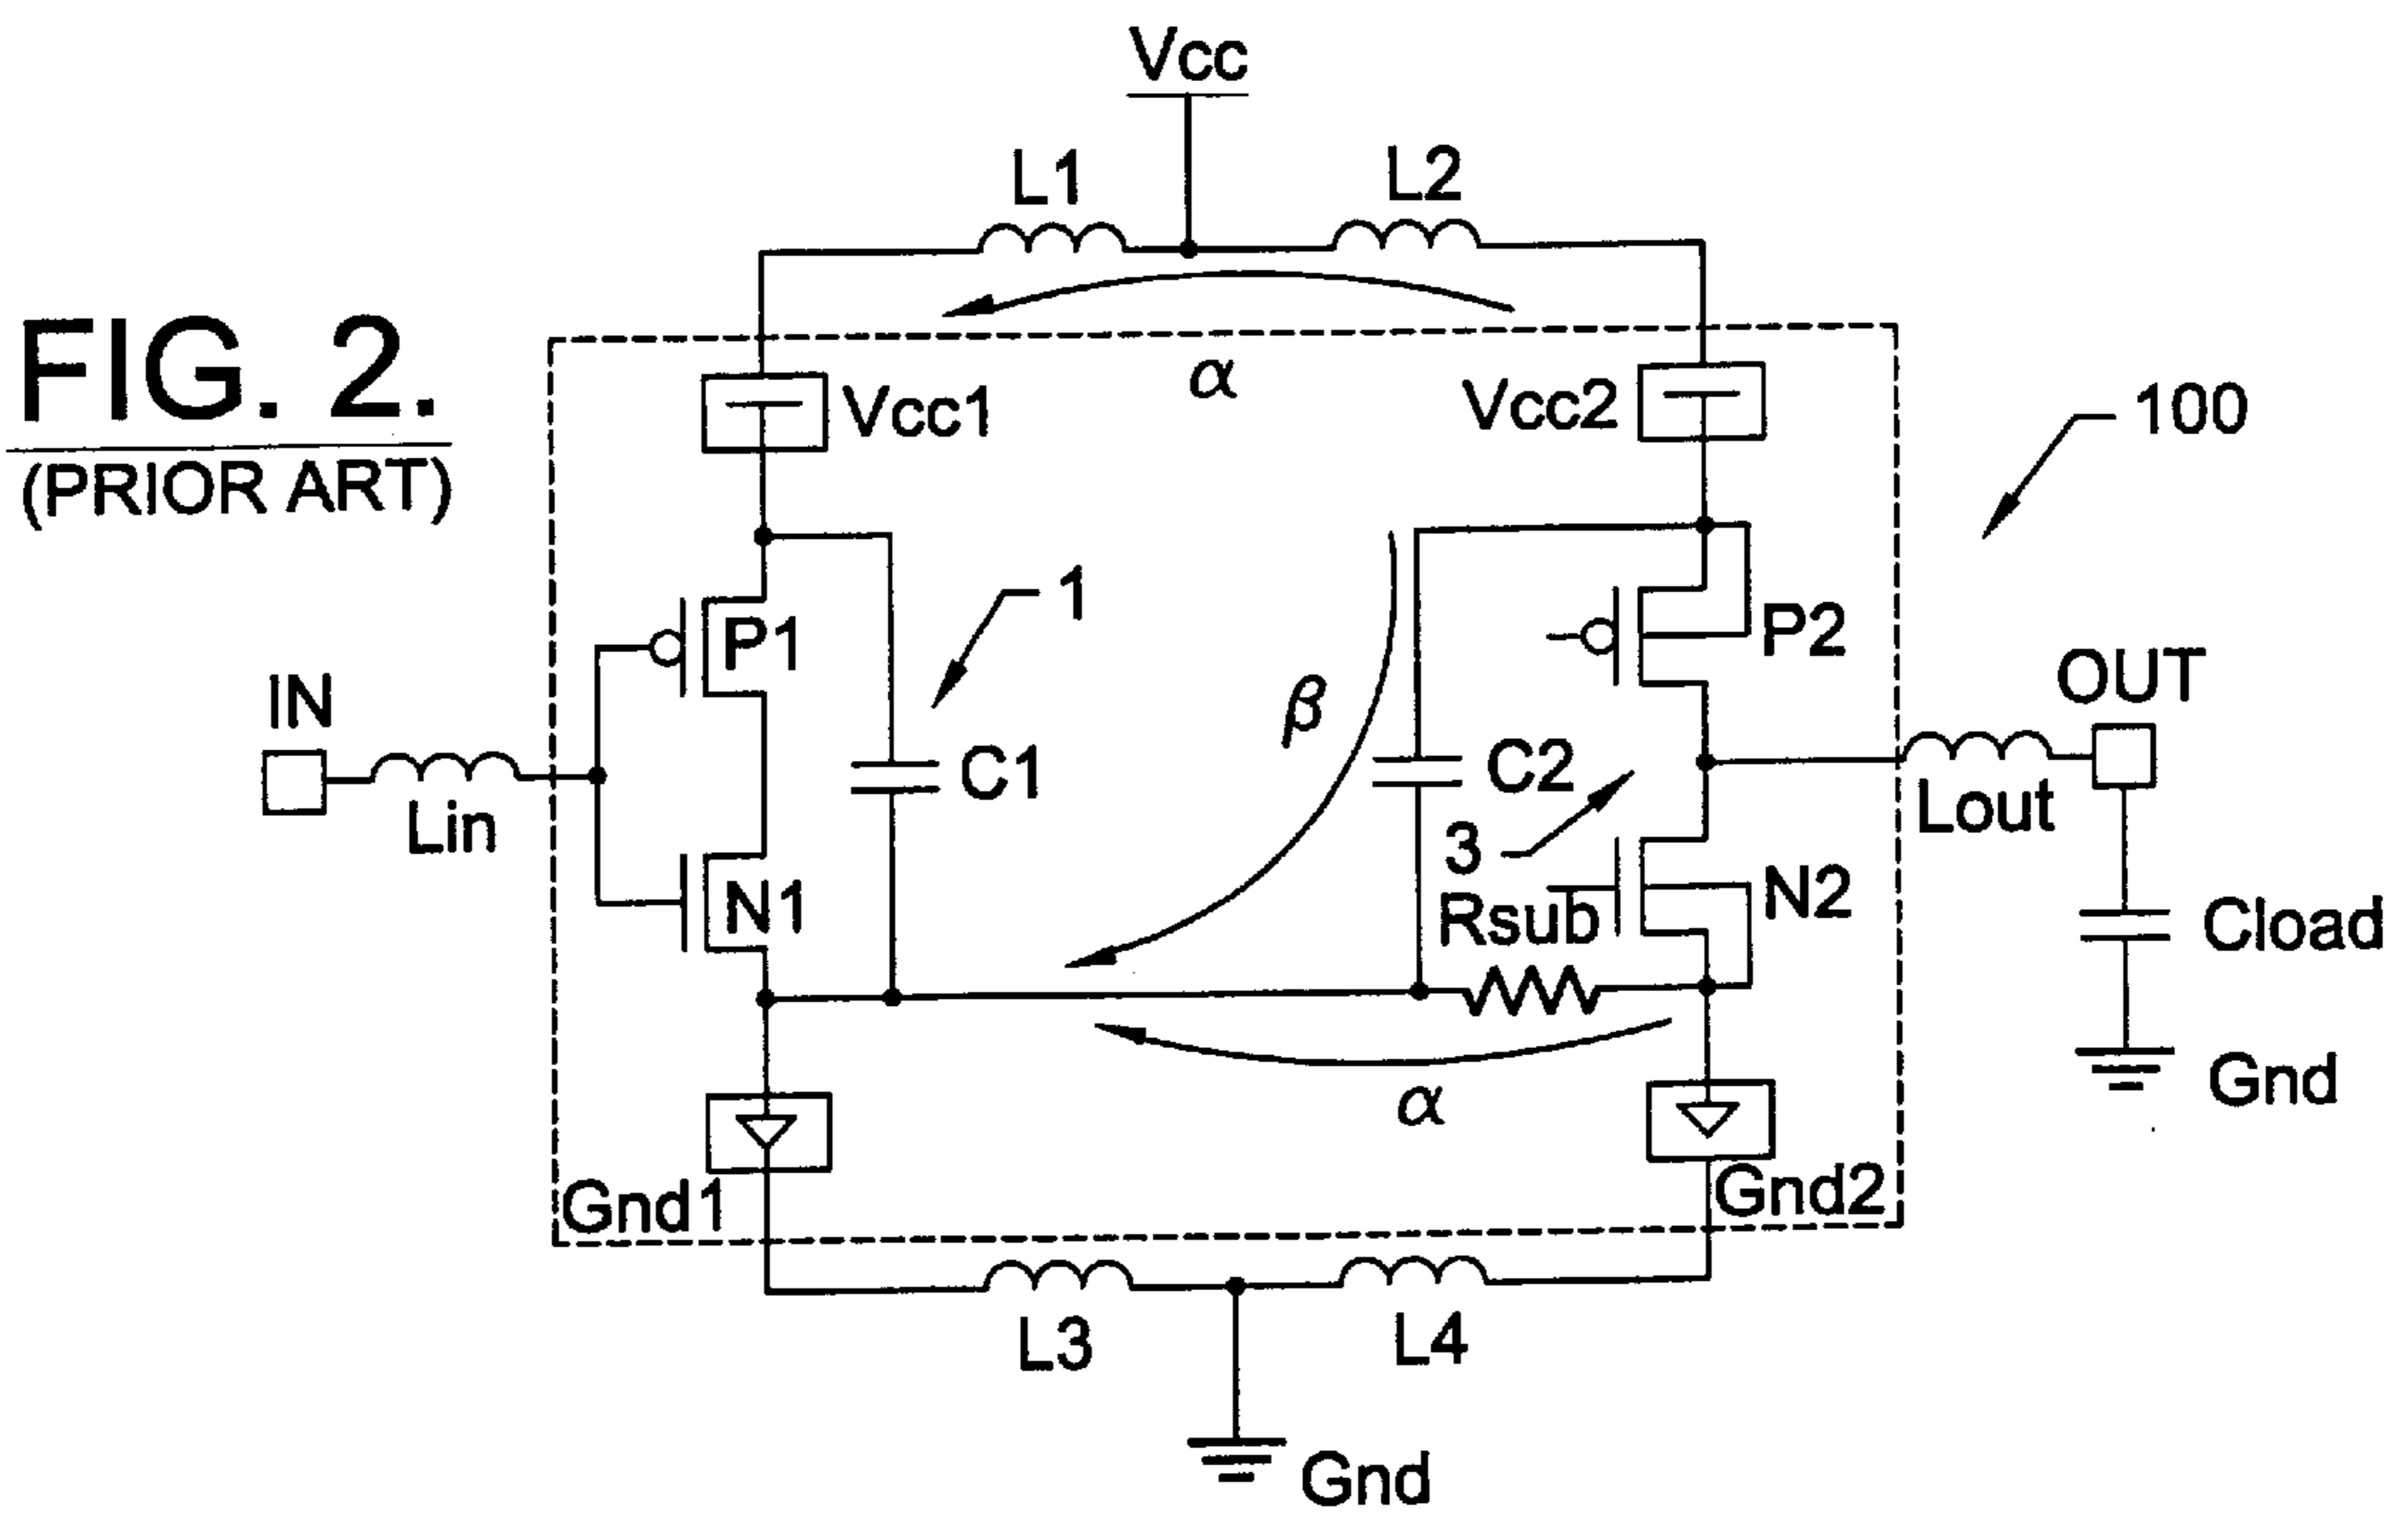 Vcc
L1
L2
FIG. 2.
(PRIOR ART)
α
Vcc1
Vcc2
100
1
P1
P2
IN
β
OUT
C1
C2
Lin
Lout
3
N1
Rsub
N2
Cload
α
Gnd
Gnd1
Gnd2
L3
L4
Gnd